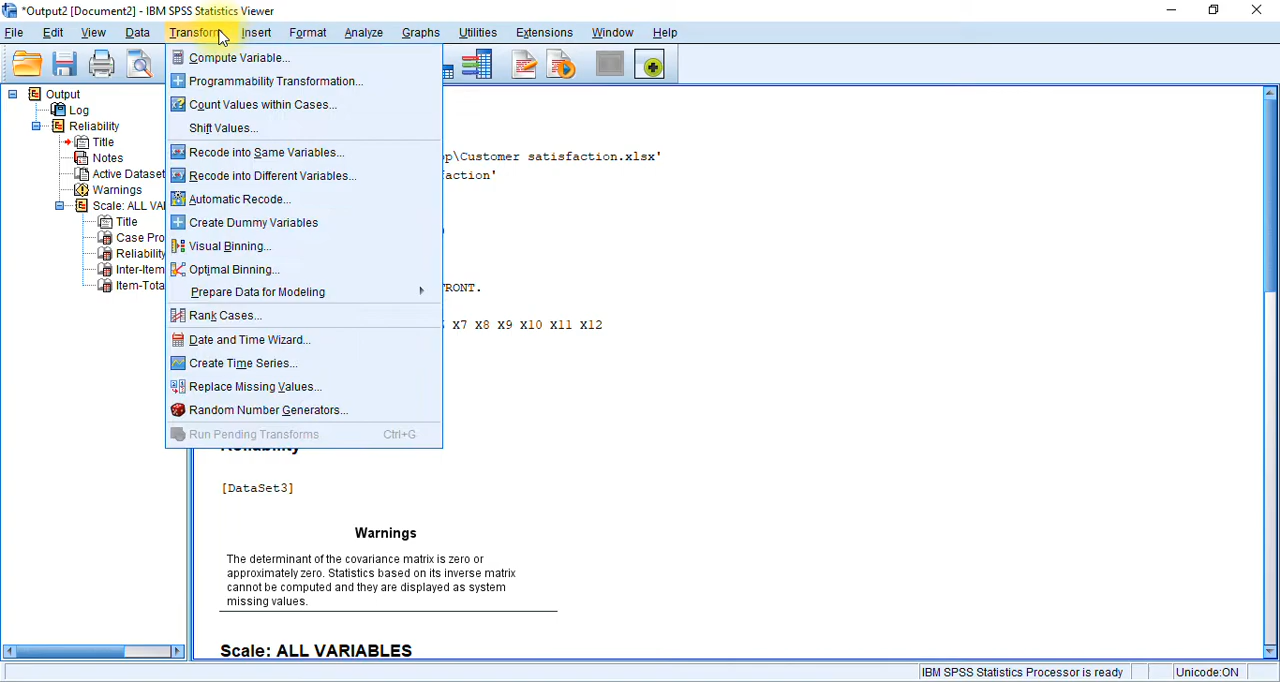 *Output2 [Document2] - IBM SPSS Statistics Viewer
File Edit View Data Transform Insert Format Analyze Graphs Utilities Extensions Window Help
Compute Variable...
Programmability Transformation...
Count Values within Cases...
Shift Values...
Recode into Same Variables...
Recode into Different Variables...
Automatic Recode...
Create Dummy Variables
Visual Binning...
Optimal Binning...
Prepare Data for Modeling
Rank Cases...
Date and Time Wizard...
Create Time Series...
Replace Missing Values...
Random Number Generators...
Run Pending Transforms Ctrl+G
Output
Log
Reliability
Title
Notes
Active Dataset
Warnings
Scale: ALL VA
Title
Case Pro
Reliability
Inter-Item
Item-Tota
p\Customer satisfaction.xlsx'
faction'
RONT.
X7 X8 X9 X10 X11 X12
Reliability
[DataSet3]
Warnings
The determinant of the covariance matrix is zero or
approximately zero. Statistics based on its inverse matrix
cannot be computed and they are displayed as system
missing values.
Scale: ALL VARIABLES
IBM SPSS Statistics Processor is ready Unicode:ON